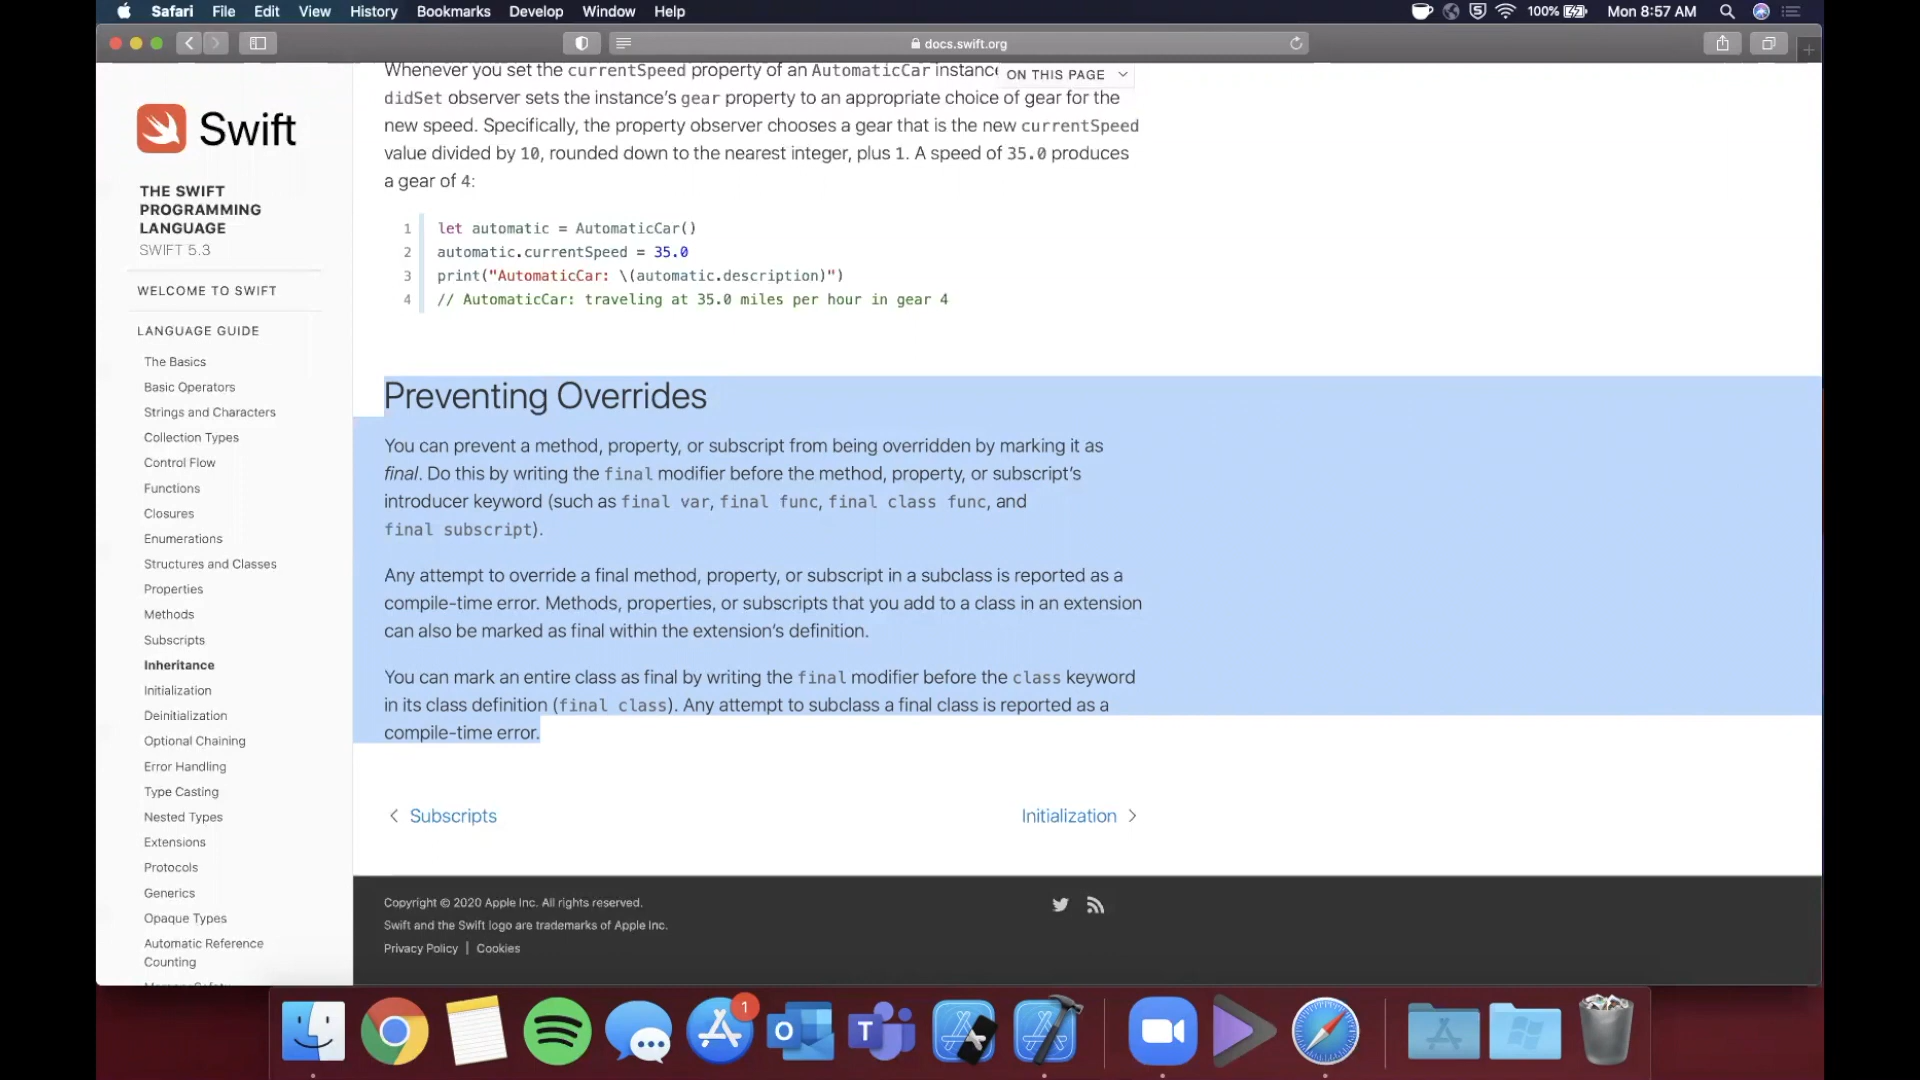 Safari File Edit View History Bookmarks Develop Window Help 100% Mon 8:57 AM
docs.swift.org
Swift
THE SWIFT
PROGRAMMING
LANGUAGE
SWIFT 5.3
WELCOME TO SWIFT
LANGUAGE GUIDE
The Basics
Basic Operators
Strings and Characters
Collection Types
Control Flow
Functions
Closures
Enumerations
Structures and Classes
Properties
Methods
Subscripts
Inheritance
Initialization
Deinitialization
Optional Chaining
Error Handling
Type Casting
Nested Types
Extensions
Protocols
Generics
Opaque Types
Automatic Reference
Counting
ON THIS PAGE
Whenever you set the currentSpeed property of an AutomaticCar instance
didSet observer sets the instance’s gear property to an appropriate choice of gear for the
new speed. Specifically, the property observer chooses a gear that is the new currentSpeed
value divided by 10, rounded down to the nearest integer, plus 1. A speed of 35.0 produces
a gear of 4:
1 let automatic = AutomaticCar()
2 automatic.currentSpeed = 35.0
3 print("AutomaticCar: \(automatic.description)")
4 // AutomaticCar: traveling at 35.0 miles per hour in gear 4
Preventing Overrides
You can prevent a method, property, or subscript from being overridden by marking it as
final. Do this by writing the final modifier before the method, property, or subscript’s
introducer keyword (such as final var, final func, final class func, and
final subscript).
Any attempt to override a final method, property, or subscript in a subclass is reported as a
compile-time error. Methods, properties, or subscripts that you add to a class in an extension
can also be marked as final within the extension’s definition.
You can mark an entire class as final by writing the final modifier before the class keyword
in its class definition (final class). Any attempt to subclass a final class is reported as a
compile-time error.
Subscripts
Initialization
Copyright © 2020 Apple Inc. All rights reserved.
Swift and the Swift logo are trademarks of Apple Inc.
Privacy Policy | Cookies
1